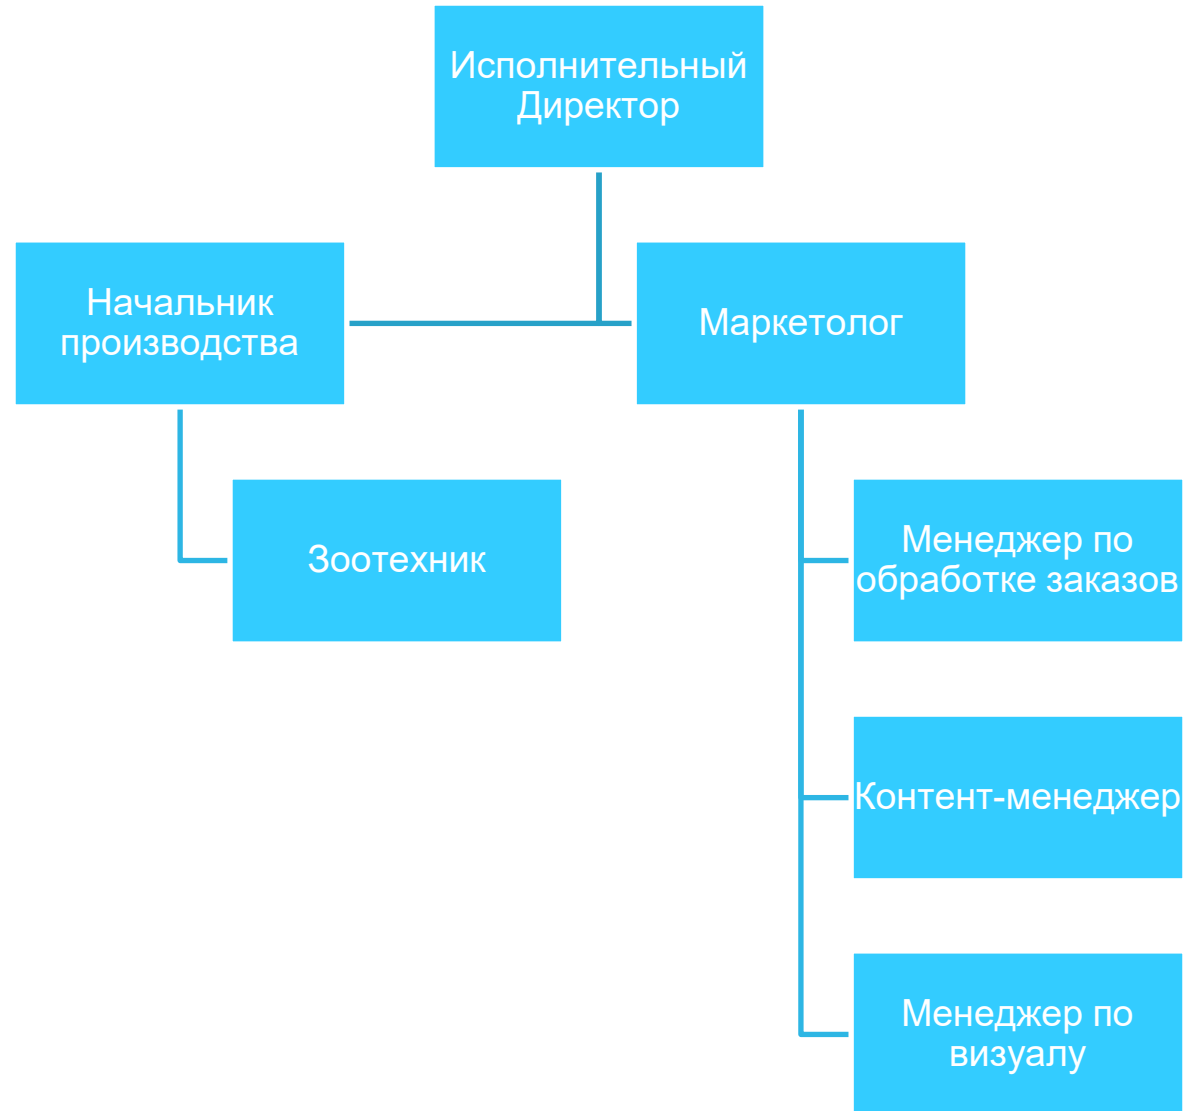 Исполнительный
Директор
Начальник
производства
Маркетолог
Зоотехник
Менеджер по
обработке заказов
Контент-менеджер
Менеджер по
визуалу